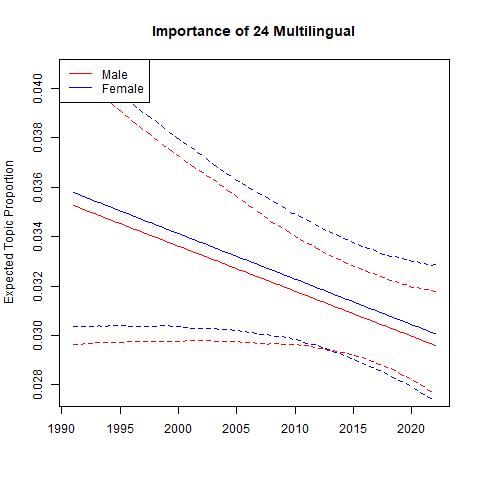 Importance of 24 Multilingual
Male
Female
Expected Topic Proportion
0.040
0.038
0.036
0.034
0.032
0.030
0.028
1990 1995 2000 2005 2010 2015 2020